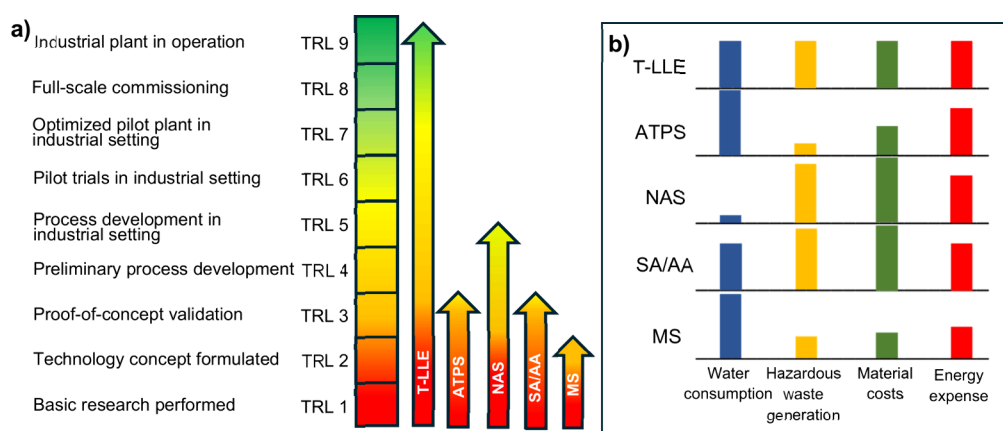 a)
Industrial plant in operation TRL 9
Full-scale commissioning TRL 8
Optimized pilot plant in
industrial setting TRL 7
Pilot trials in industrial setting TRL 6
Process development in
industrial setting TRL 5
Preliminary process development TRL 4
Proof-of-concept validation TRL 3
Technology concept formulated TRL 2
Basic research performed TRL 1
T-LLE
ATPS
NAS
SA/AA
MS
b)
T-LLE
ATPS
NAS
SA/AA
MS
Water
consumption
Hazardous
waste
generation
Material
costs
Energy
expense